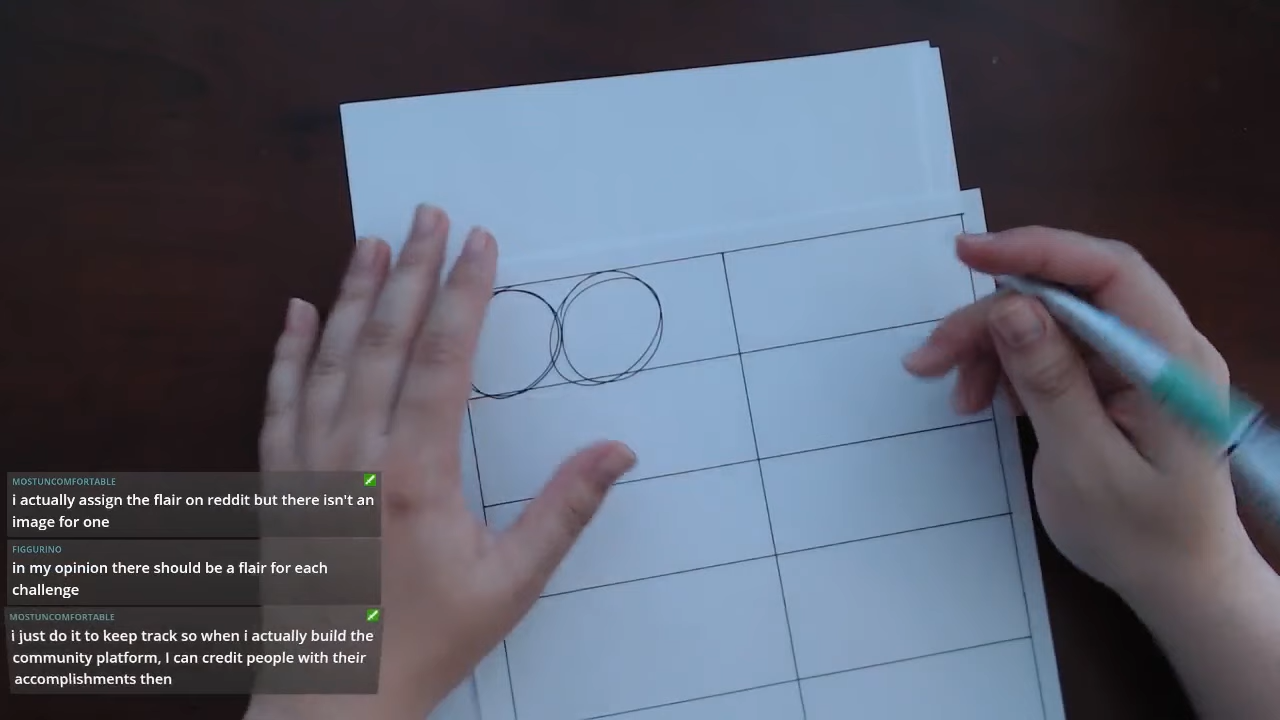 MOSTUNCOMFORTABLE
i actually assign the flair on reddit but there isn't an
image for one
FIGGURINO
in my opinion there should be a flair for each
challenge
MOSTUNCOMFORTABLE
i just do it to keep track so when i actually build the
community platform, I can credit people with their
accomplishments then